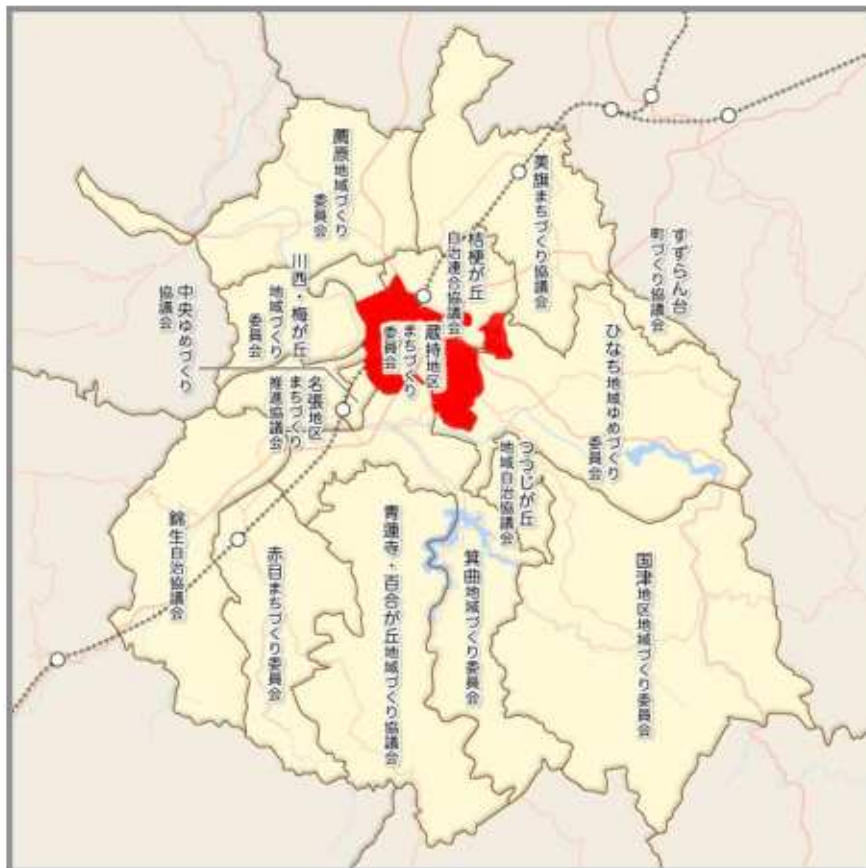 薦原地域づくり
委員会
美旗まちづくり協議会
桔梗が丘
自治連合協議会
すずらん台
町づくり協議会
川西・梅が丘
地域づくり
委員会
中央ゆめづくり
協議会
蔵持地区
まちづくり
委員会
ひなち地域ゆめづくり
委員会
名張地区
まちづくり
推進協議会
つつじが丘
地域自治協議会
錦生自治協議会
赤目まちづくり委員会
青蓮寺・百合が丘地域づくり協議会
箕曲地域づくり委員会
国津地区地域づくり委員会